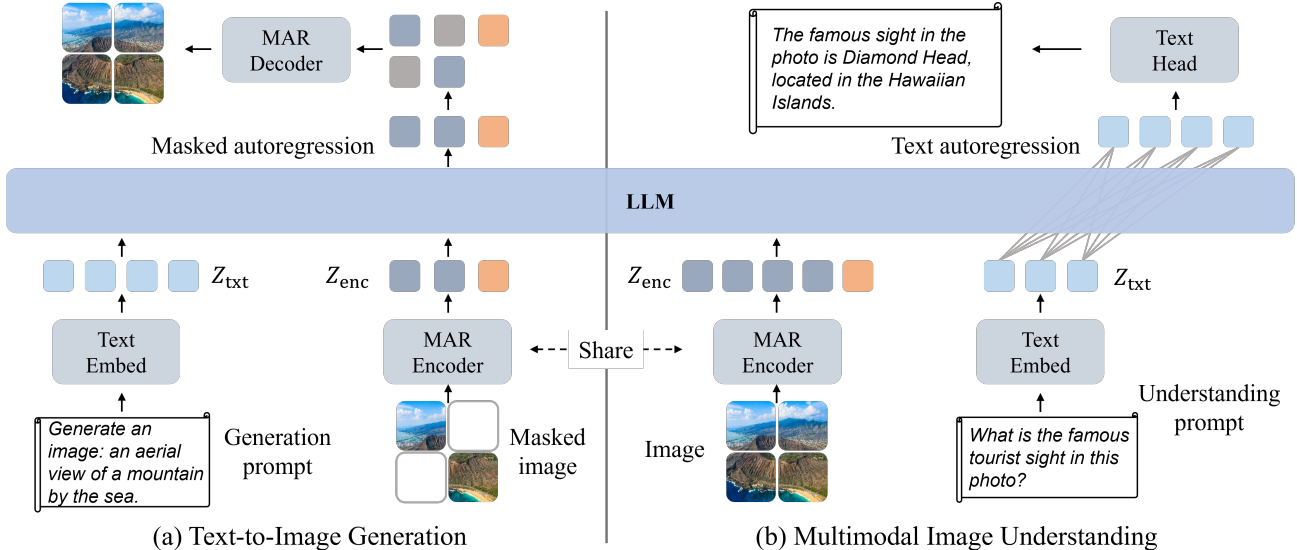 MAR
Decoder
Masked autoregression
The famous sight in the
photo is Diamond Head,
located in the Hawaiian
Islands.
Text
Head
Text autoregression
LLM
Z_txt
Z_enc
Z_enc
Z_txt
Text
Embed
MAR
Encoder
Share
MAR
Encoder
Text
Embed
Generate an
image: an aerial
view of a mountain
by the sea.
Generation
prompt
Masked
image
Image
What is the famous
tourist sight in this
photo?
Understanding
prompt
(a) Text-to-Image Generation
(b) Multimodal Image Understanding